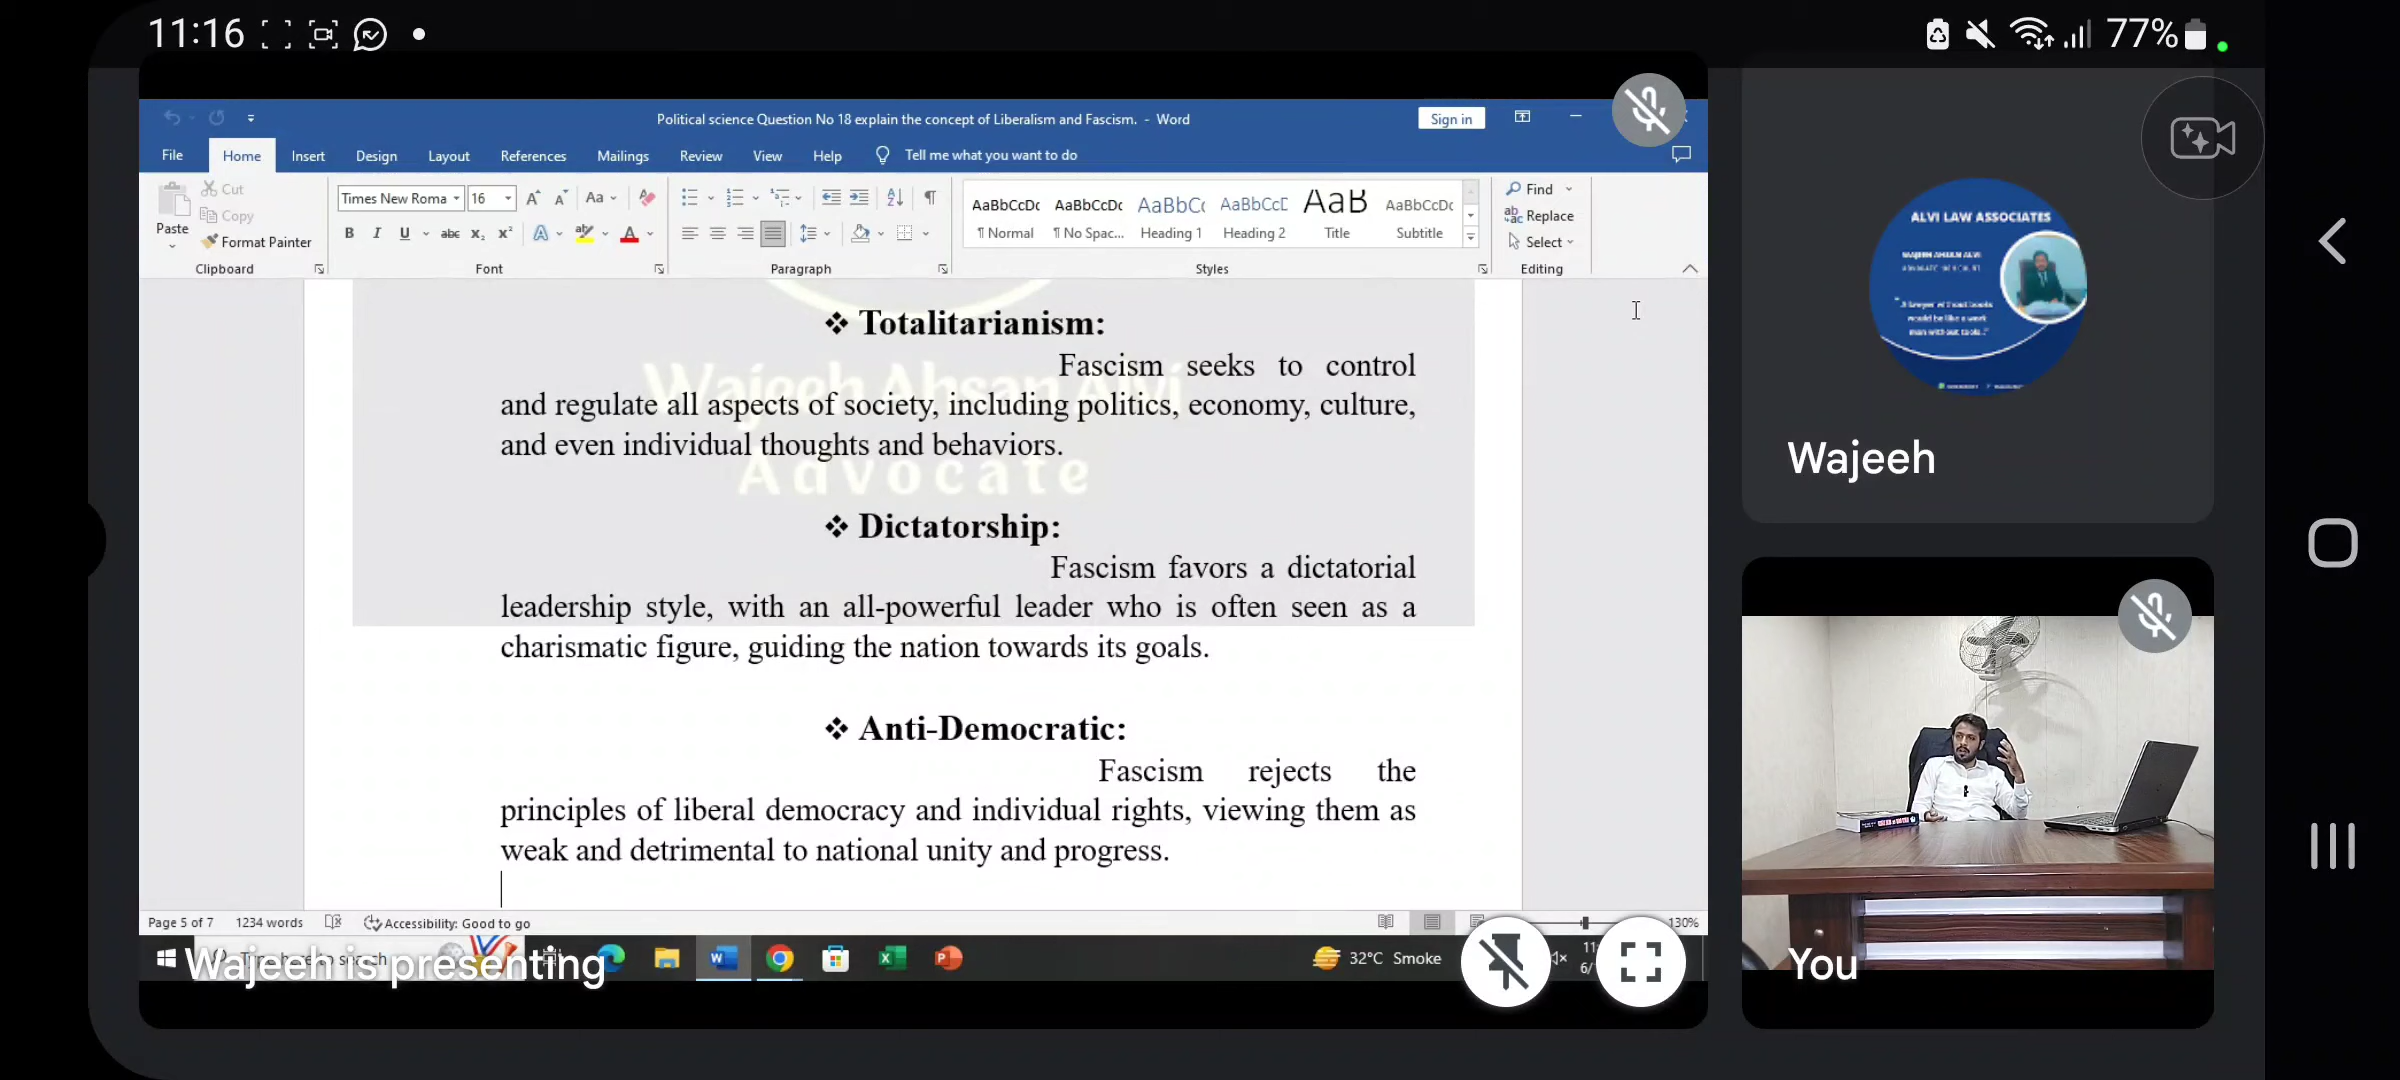 11:16
77%
Political science Question No 18 explain the concept of Liberalism and Fascism. - Word
Sign in
File Home Insert Design Layout References Mailings Review View Help Tell me what you want to do
Paste
Cut
Copy
Format Painter
Clipboard
Times New Roma
16
Font
Paragraph
AaBbCcDc AaBbCcDc AaBbCc AaBbCcE AaB AaBbCcDc
¶ Normal ¶ No Spac... Heading 1 Heading 2 Title Subtitle
Styles
Find
Replace
Select
Editing
❖ Totalitarianism:
Fascism seeks to control
and regulate all aspects of society, including politics, economy, culture,
and even individual thoughts and behaviors.
Wajeeh Ahsan Alvi
Advocate
❖ Dictatorship:
Fascism favors a dictatorial
leadership style, with an all-powerful leader who is often seen as a
charismatic figure, guiding the nation towards its goals.
❖ Anti-Democratic:
Fascism rejects the
principles of liberal democracy and individual rights, viewing them as
weak and detrimental to national unity and progress.
Page 5 of 7 1234 words Accessibility: Good to go
130%
32°C Smoke
Wajeeh is presenting
ALVI LAW ASSOCIATES
WAJEEH AHSAN ALVI
Wajeeh
You